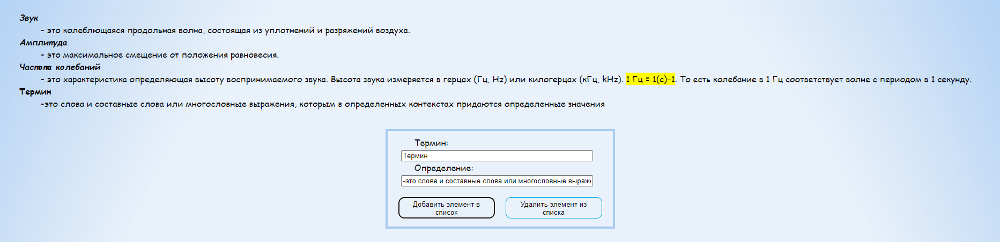 Звук
- это колеблющаяся продольная волна, состоящая из уплотнений и разряжений воздуха.
Амплитуда
- это максимальное смещение от положения равновесия.
Частота колебаний
- это характеристика определяющая высоту воспринимаемого звука. Высота звука измеряется в герцах (Гц, Hz) или килогерцах (кГц, kHz). 1 Гц = 1(с)-1. То есть колебание в 1 Гц соответствует волне с периодом в 1 секунду.
Термин
-это слова и составные слова или многословные выражения, которым в определенных контекстах придаются определенные значения
Термин:
Термин
Определение:
-это слова и составные слова или многословные выраже
Добавить элемент в
список
Удалить элемент из
списка